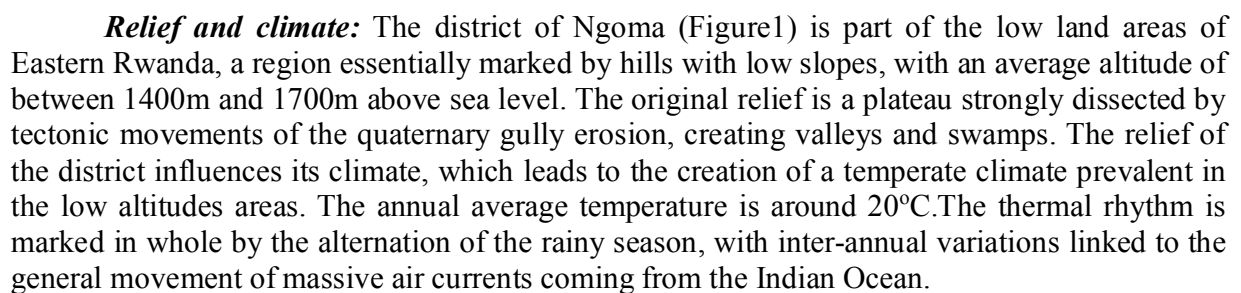 Relief and climate: The district of Ngoma (Figure1) is part of the low land areas of
Eastern Rwanda, a region essentially marked by hills with low slopes, with an average altitude of
between 1400m and 1700m above sea level. The original relief is a plateau strongly dissected by
tectonic movements of the quaternary gully erosion, creating valleys and swamps. The relief of
the district influences its climate, which leads to the creation of a temperate climate prevalent in
the low altitudes areas. The annual average temperature is around 20ºC.The thermal rhythm is
marked in whole by the alternation of the rainy season, with inter-annual variations linked to the
general movement of massive air currents coming from the Indian Ocean.